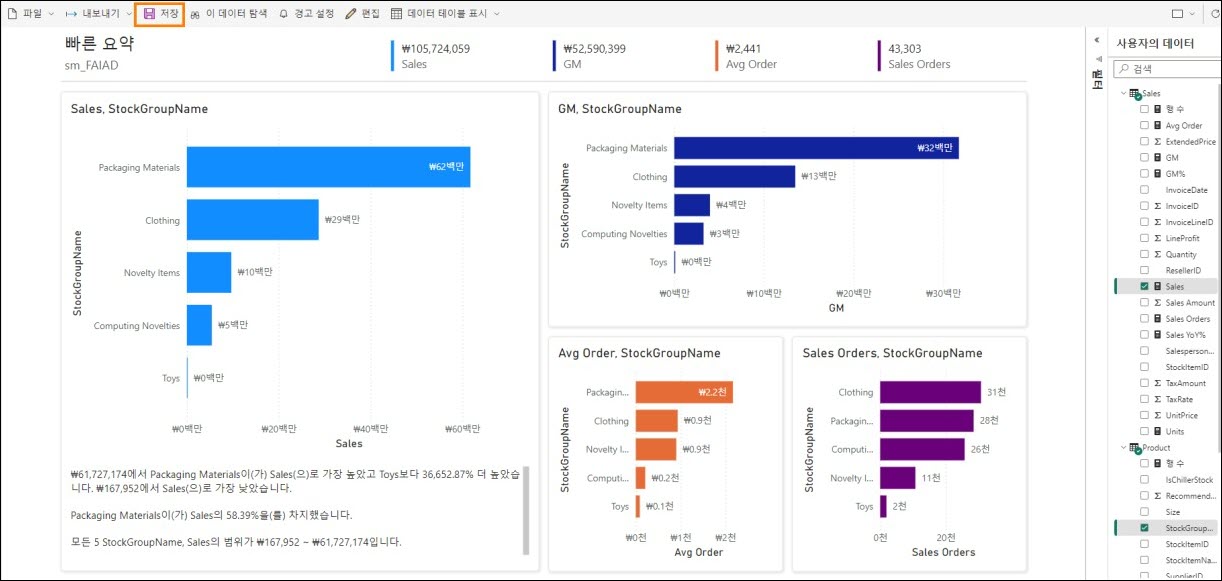 파일 내보내기 저장 이 데이터 탐색 경고 설정 편집 데이터 테이블 표시
빠른 요약
sm_FAIAD
₩105,724,059
Sales
₩52,590,399
GM
₩2,441
Avg Order
43,303
Sales Orders
Sales, StockGroupName
StockGroupName
Packaging Materials ₩62백만
Clothing ₩29백만
Novelty Items ₩10백만
Computing Novelties ₩5백만
Toys ₩0백만
₩0백만 ₩20백만 ₩40백만 ₩60백만
Sales
₩61,727,174에서 Packaging Materials이(가) Sales(으)로 가장 높았고 Toys보다 36,652.87% 더 높았습
니다. ₩167,952에서 Sales(으)로 가장 낮았습니다.
Packaging Materials이(가) Sales의 58.39%을(를) 차지했습니다.
모든 5 StockGroupName, Sales의 범위가 ₩167,952 ~ ₩61,727,174입니다.
GM, StockGroupName
StockGroupName
Packaging Materials ₩32백만
Clothing ₩13백만
Novelty Items ₩4백만
Computing Novelties ₩3백만
Toys ₩0백만
₩0백만 ₩10백만 ₩20백만 ₩30백만
GM
Avg Order, StockGroupName
StockGroupName
Packagin... ₩2.2천
Clothing ₩0.9천
Novelty I... ₩0.9천
Computi... ₩0.2천
Toys ₩0.1천
₩0천 ₩1천 ₩2천
Avg Order
Sales Orders, StockGroupName
StockGroupName
Clothing 31천
Packagin... 28천
Computi... 26천
Novelty I... 11천
Toys 2천
0천 20천
Sales Orders
필터
사용자의 데이터
검색
Sales
행 수
Avg Order
ExtendedPrice
GM
GM%
InvoiceDate
InvoiceID
InvoiceLineID
LineProfit
Quantity
ResellerID
Sales
Sales Amount
Sales Orders
Sales YoY%
Salesperson...
StockItemID
TaxAmount
TaxRate
UnitPrice
Units
Product
행 수
IsChillerStock
Recommend...
Size
StockGroup...
StockItemID
StockItemNa...
SupplierID